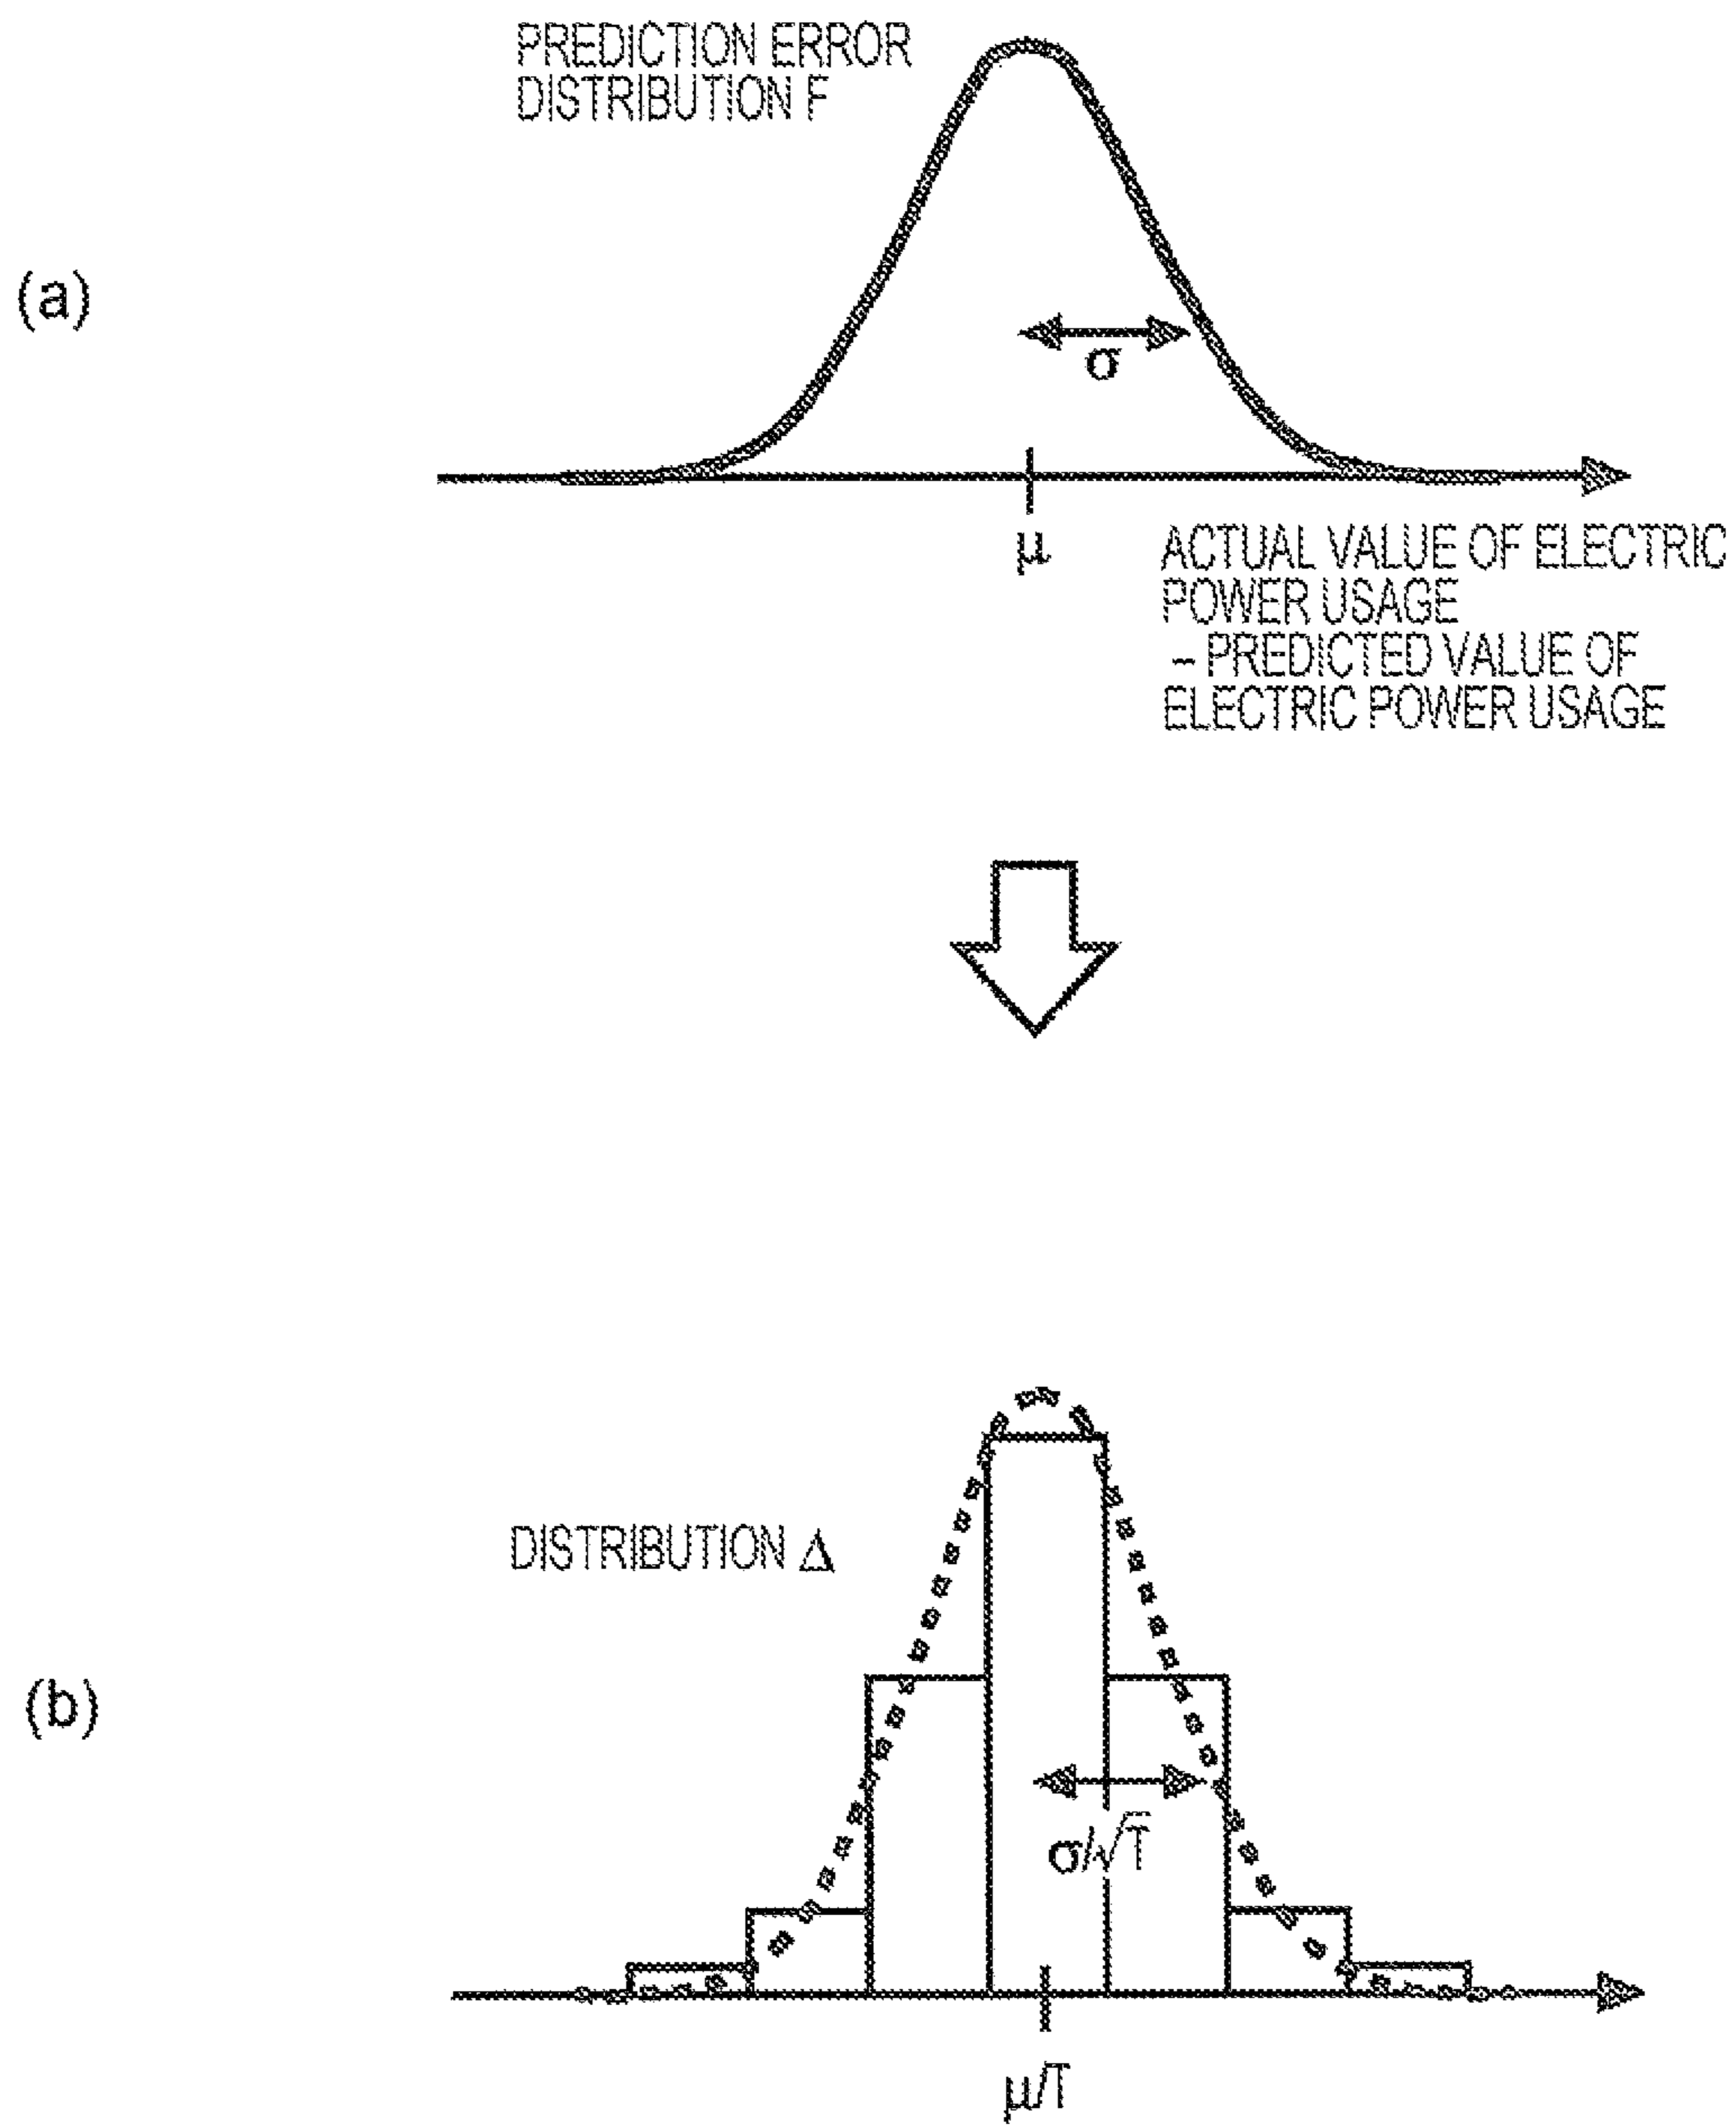 PREDICTION ERROR
DISTRIBUTION F
(a)
σ
μ
ACTUAL VALUE OF ELECTRIC
POWER USAGE
– PREDICTED VALUE OF
ELECTRIC POWER USAGE
DISTRIBUTION Δ
(b)
σ/√T
μ/T